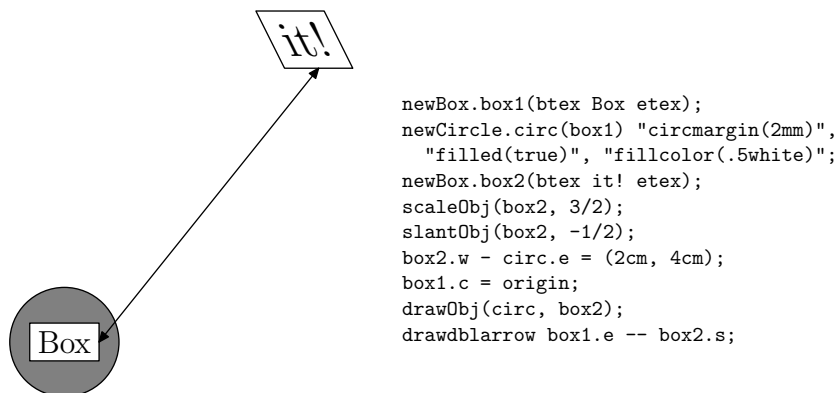 it!
Box
newBox.box1(btex Box etex);
newCircle.circ(box1) "circmargin(2mm)",
  "filled(true)", "fillcolor(.5white)";
newBox.box2(btex it! etex);
scaleObj(box2, 3/2);
slantObj(box2, -1/2);
box2.w - circ.e = (2cm, 4cm);
box1.c = origin;
drawObj(circ, box2);
drawdblarrow box1.e -- box2.s;